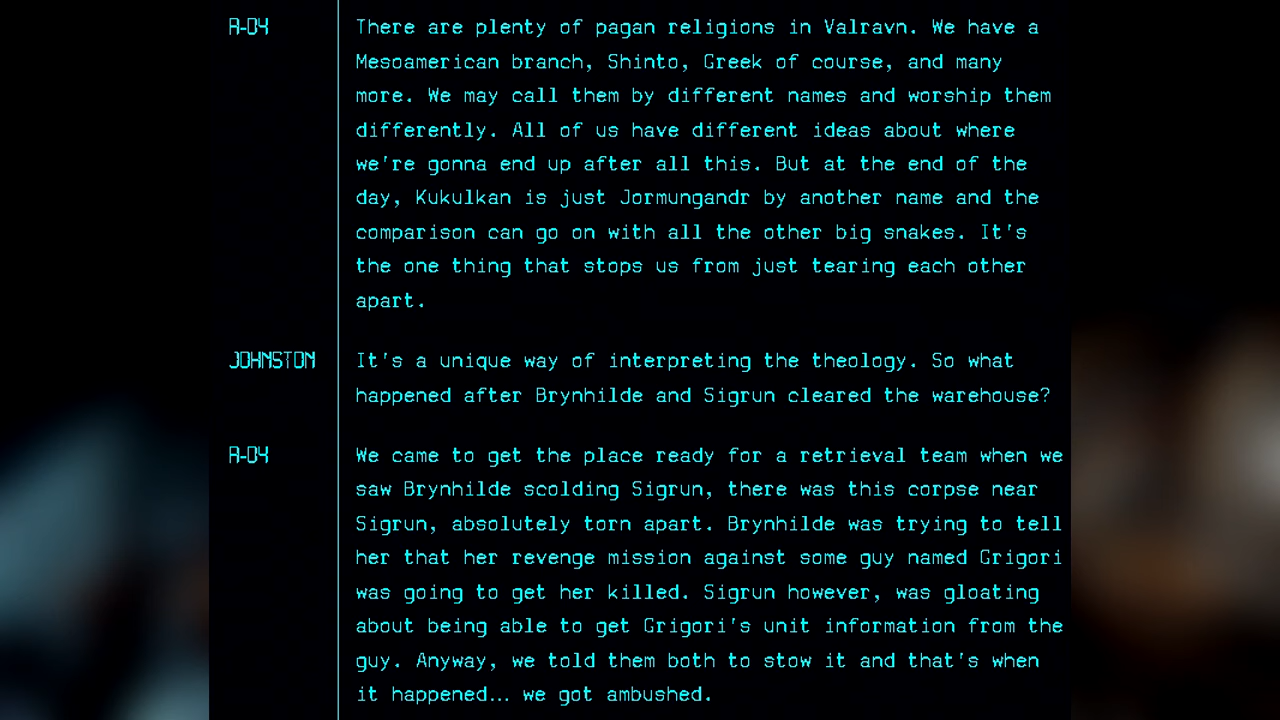 A-04 There are plenty of pagan religions in Valravn. We have a
Mesoamerican branch, Shinto, Greek of course, and many
more. We may call them by different names and worship them
differently. All of us have different ideas about where
we're gonna end up after all this. But at the end of the
day, Kukulkan is just Jormungandr by another name and the
comparison can go on with all the other big snakes. It's
the one thing that stops us from just tearing each other
apart.
JOHNSTON It's a unique way of interpreting the theology. So what
happened after Brynhilde and Sigrun cleared the warehouse?
A-04 We came to get the place ready for a retrieval team when we
saw Brynhilde scolding Sigrun, there was this corpse near
Sigrun, absolutely torn apart. Brynhilde was trying to tell
her that her revenge mission against some guy named Grigori
was going to get her killed. Sigrun however, was gloating
about being able to get Grigori's unit information from the
guy. Anyway, we told them both to stow it and that's when
it happened... we got ambushed.